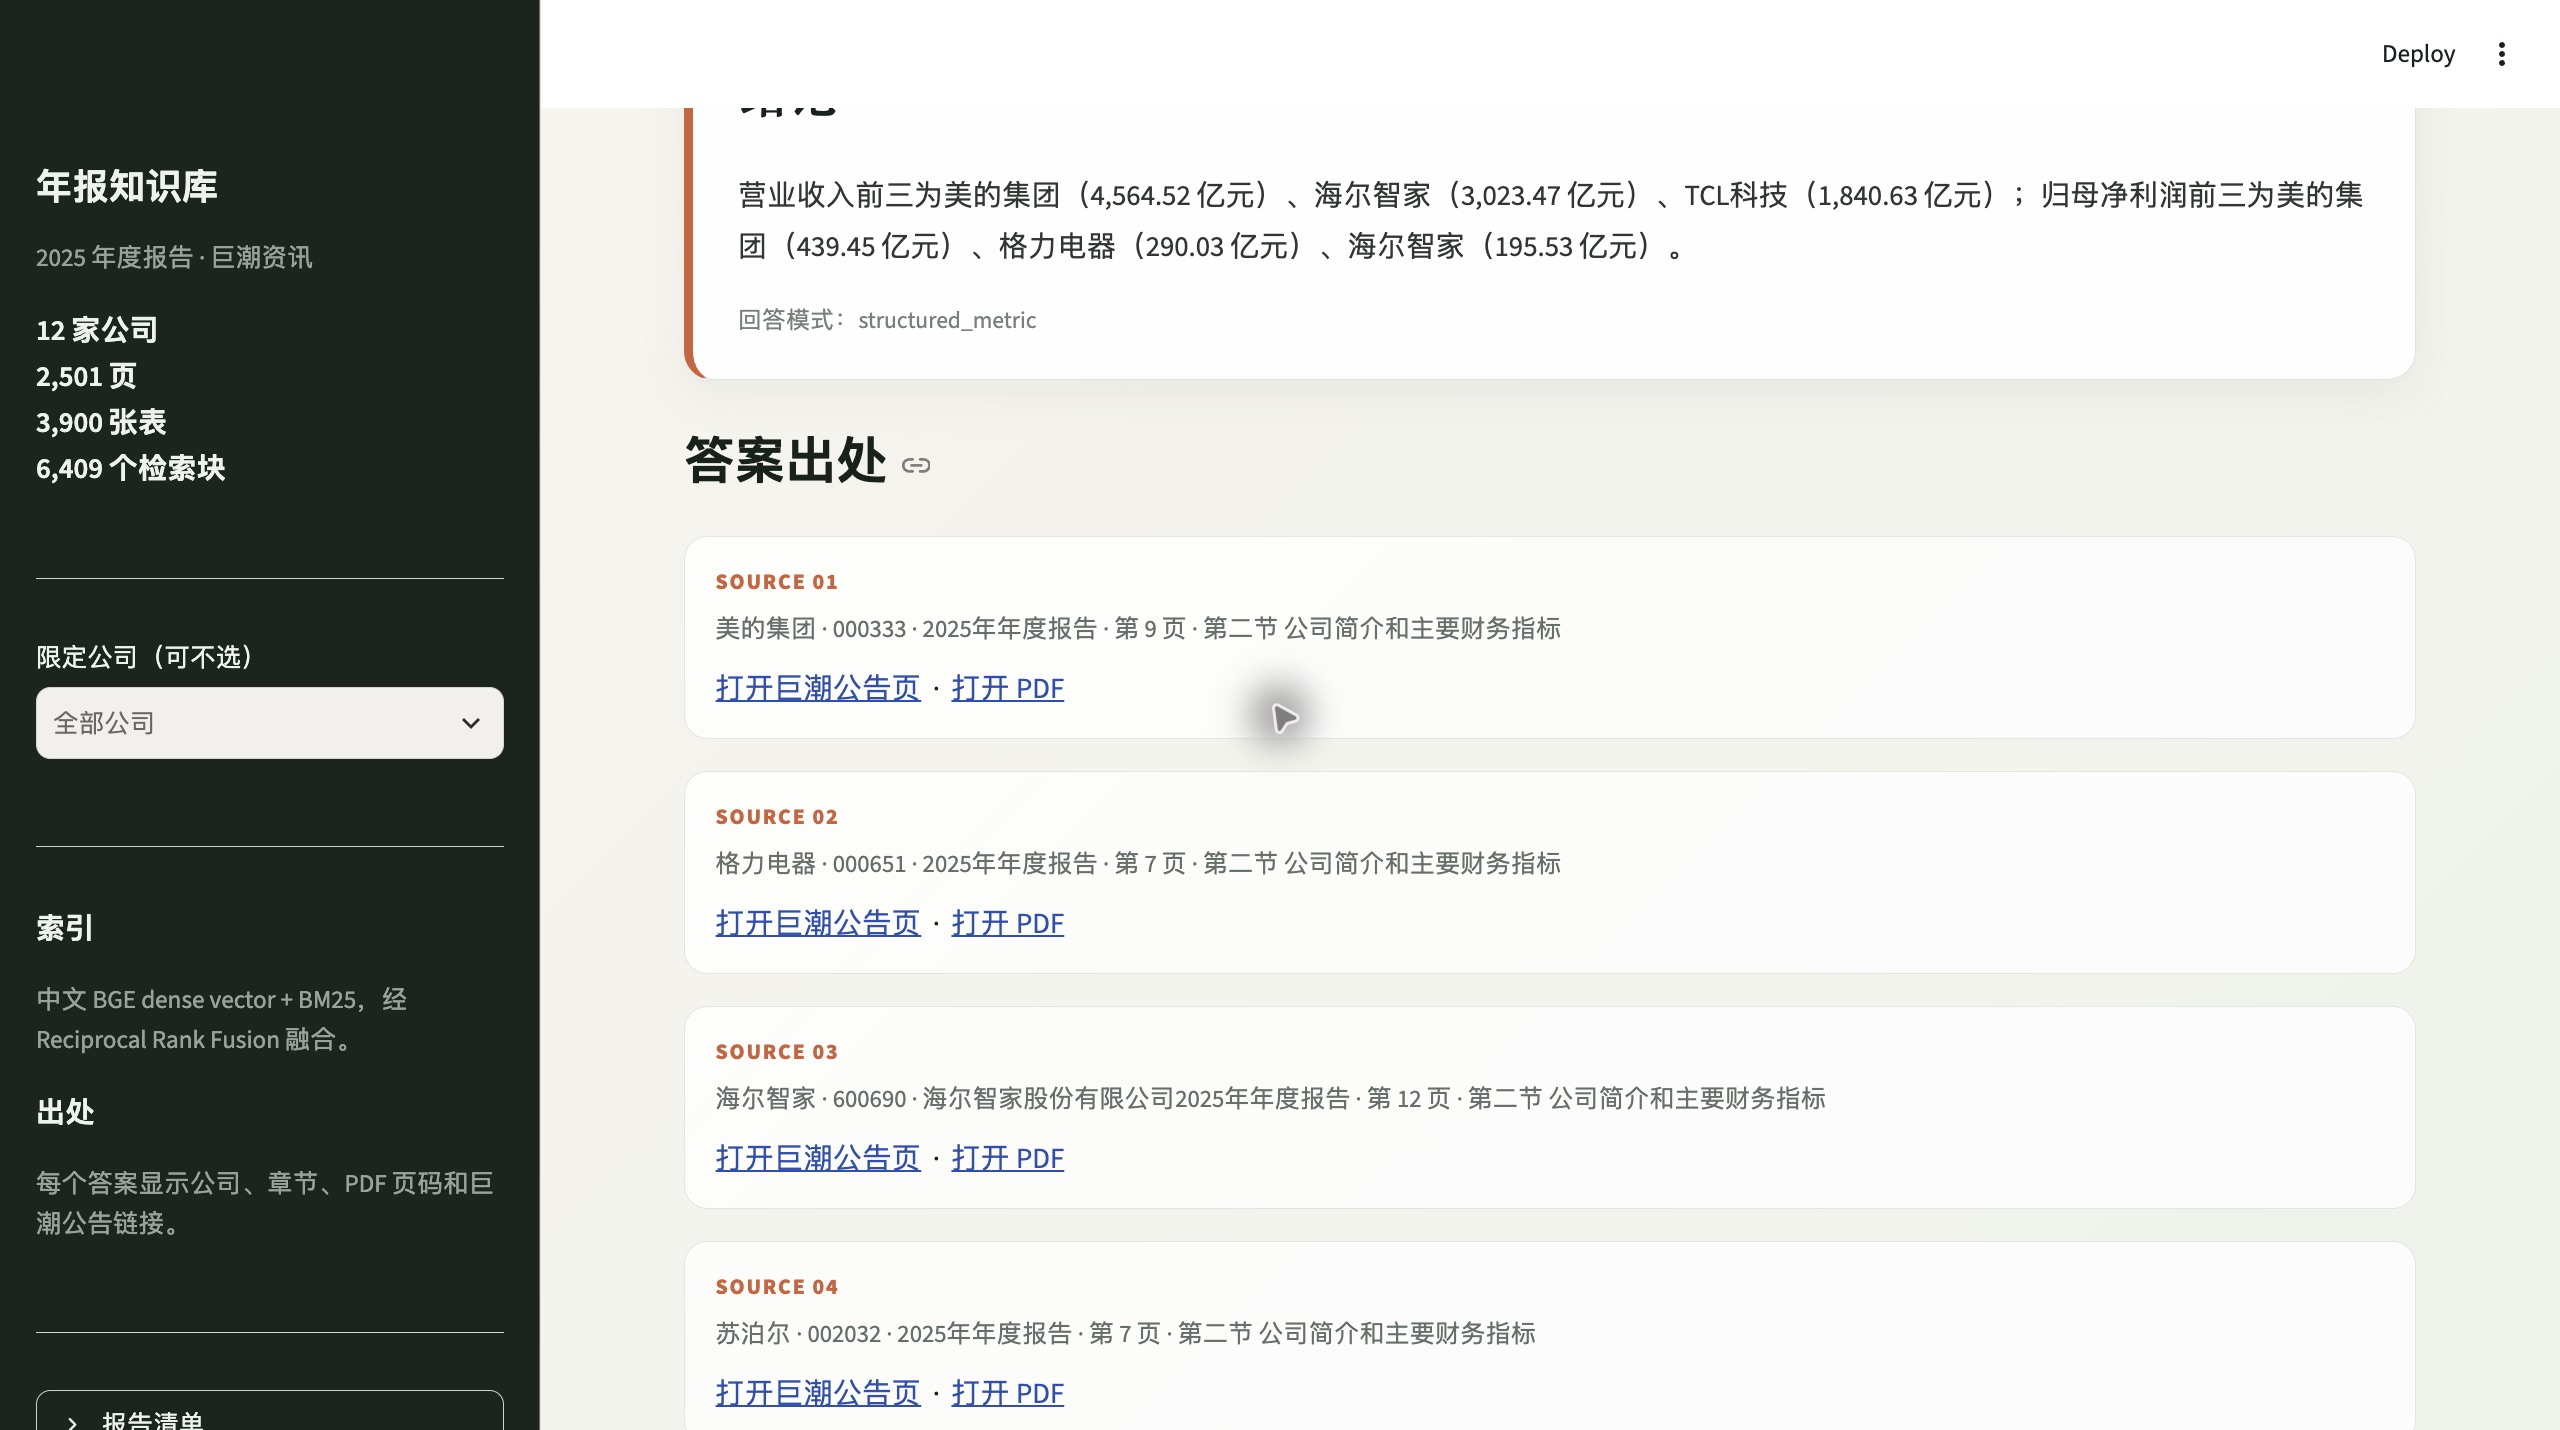 Deploy
年报知识库
2025 年度报告 · 巨潮资讯
12 家公司
2,501 页
3,900 张表
6,409 个检索块
限定公司（可不选）
全部公司
索引
中文 BGE dense vector + BM25，经
Reciprocal Rank Fusion 融合。
出处
每个答案显示公司、章节、PDF 页码和巨
潮公告链接。
报告清单
营业收入前三为美的集团（4,564.52 亿元）、海尔智家（3,023.47 亿元）、TCL科技（1,840.63 亿元）；归母净利润前三为美的集
团（439.45 亿元）、格力电器（290.03 亿元）、海尔智家（195.53 亿元）。
回答模式：structured_metric
答案出处
SOURCE 01
美的集团 · 000333 · 2025年年度报告 · 第 9 页 · 第二节 公司简介和主要财务指标
打开巨潮公告页 · 打开 PDF
SOURCE 02
格力电器 · 000651 · 2025年年度报告 · 第 7 页 · 第二节 公司简介和主要财务指标
打开巨潮公告页 · 打开 PDF
SOURCE 03
海尔智家 · 600690 · 海尔智家股份有限公司2025年年度报告 · 第 12 页 · 第二节 公司简介和主要财务指标
打开巨潮公告页 · 打开 PDF
SOURCE 04
苏泊尔 · 002032 · 2025年年度报告 · 第 7 页 · 第二节 公司简介和主要财务指标
打开巨潮公告页 · 打开 PDF